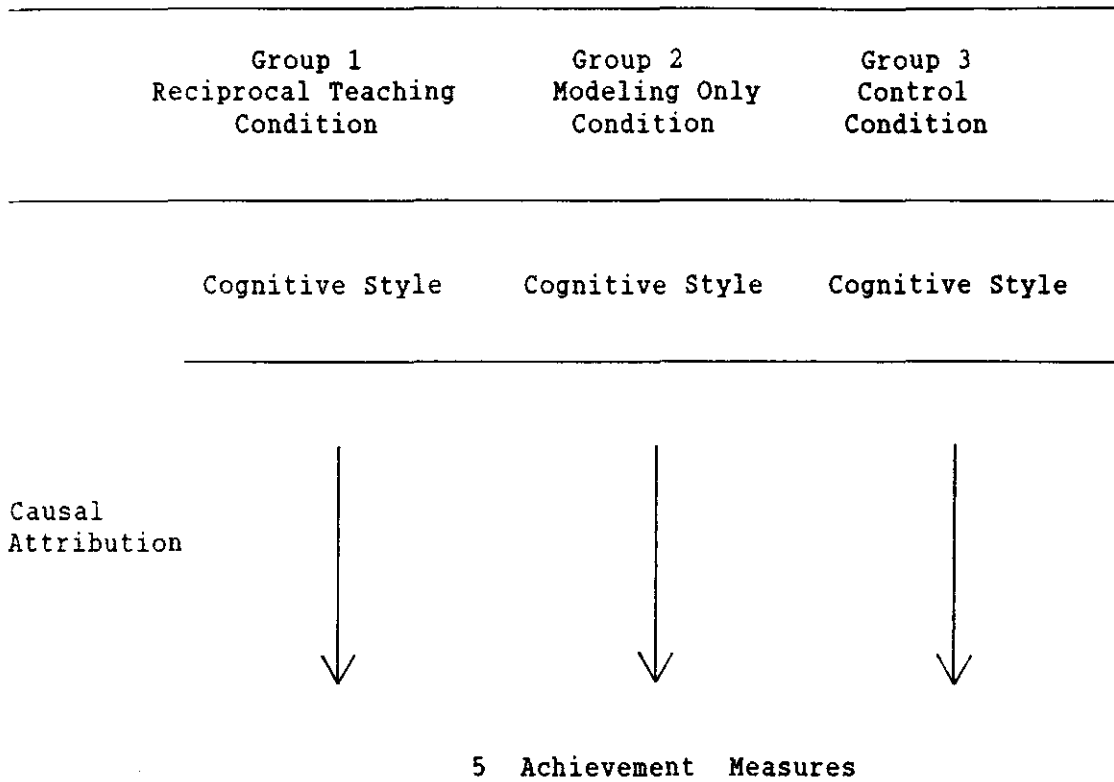 Group 1 Group 2 Group 3
Reciprocal Teaching Modeling Only Control
Condition Condition Condition
Cognitive Style Cognitive Style Cognitive Style
Causal
Attribution
5 Achievement Measures